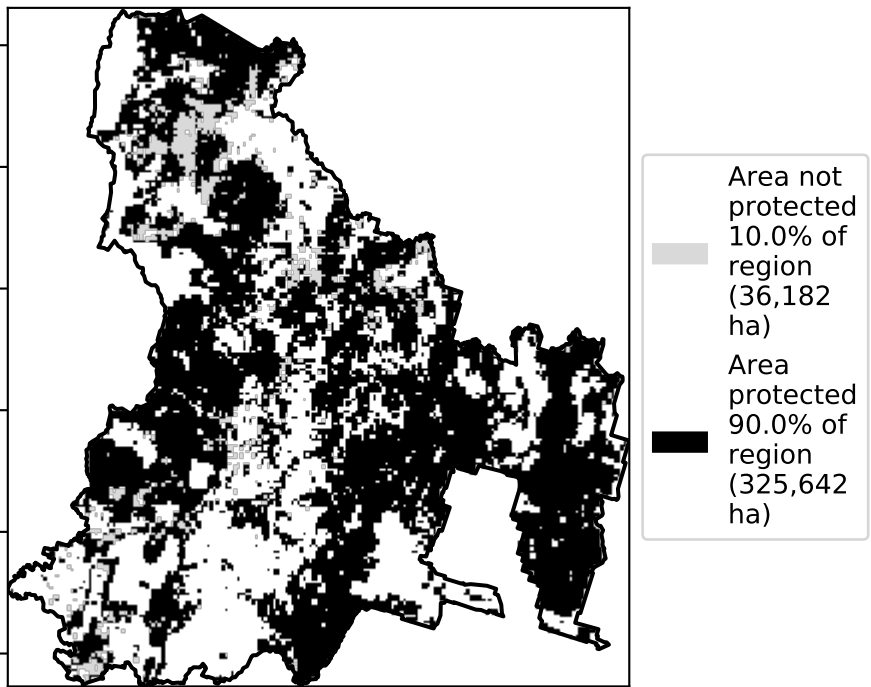 Area not
protected
10.0% of
region
(36,182
ha)
Area
protected
90.0% of
region
(325,642
ha)